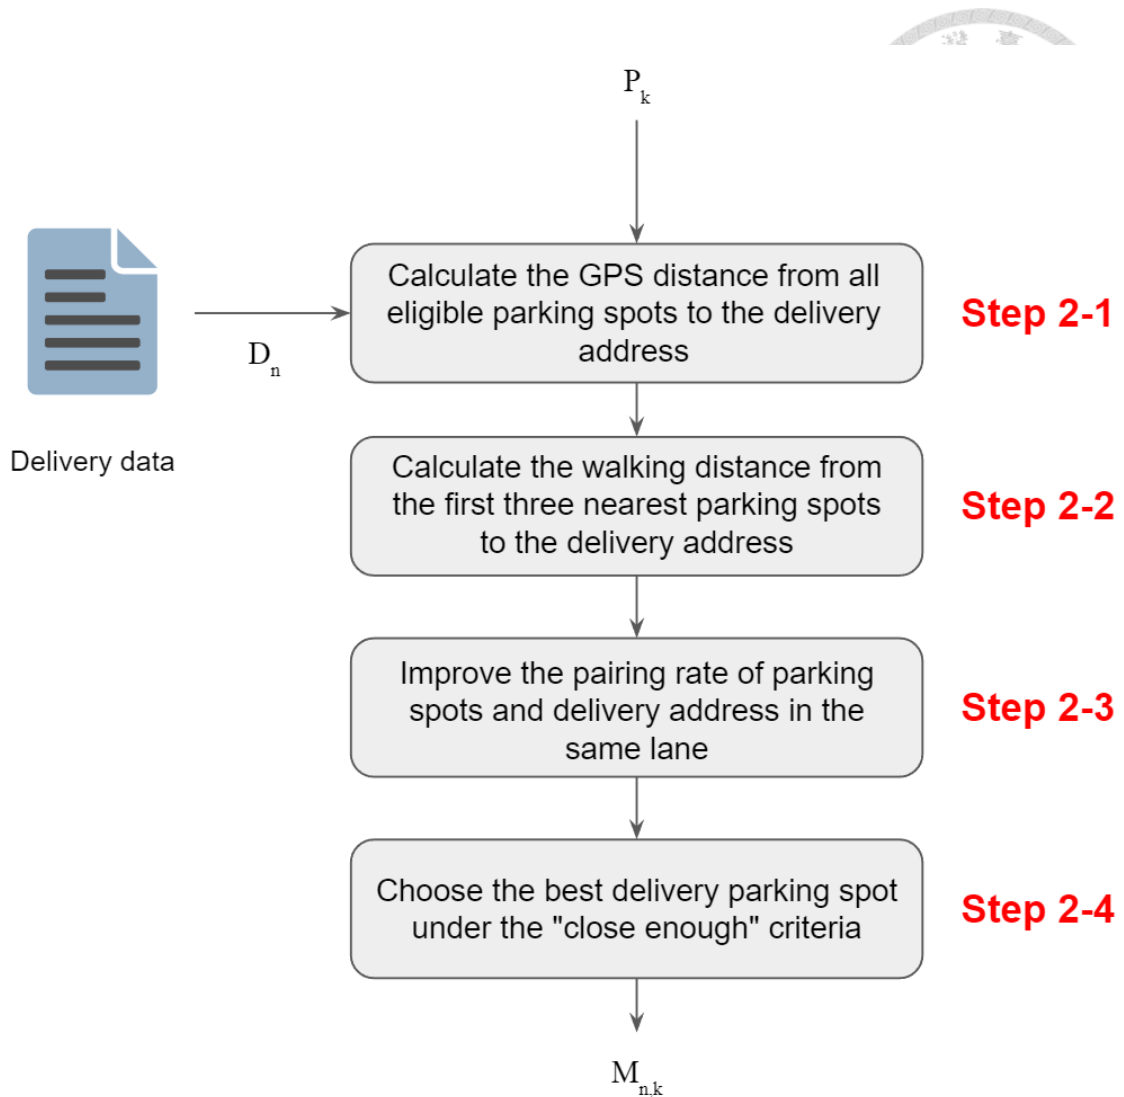 P_k
Calculate the GPS distance from all
eligible parking spots to the delivery
address
Step 2-1
D_n
Delivery data
Calculate the walking distance from
the first three nearest parking spots
to the delivery address
Step 2-2
Improve the pairing rate of parking
spots and delivery address in the
same lane
Step 2-3
Choose the best delivery parking spot
under the "close enough" criteria
Step 2-4
M_n,k